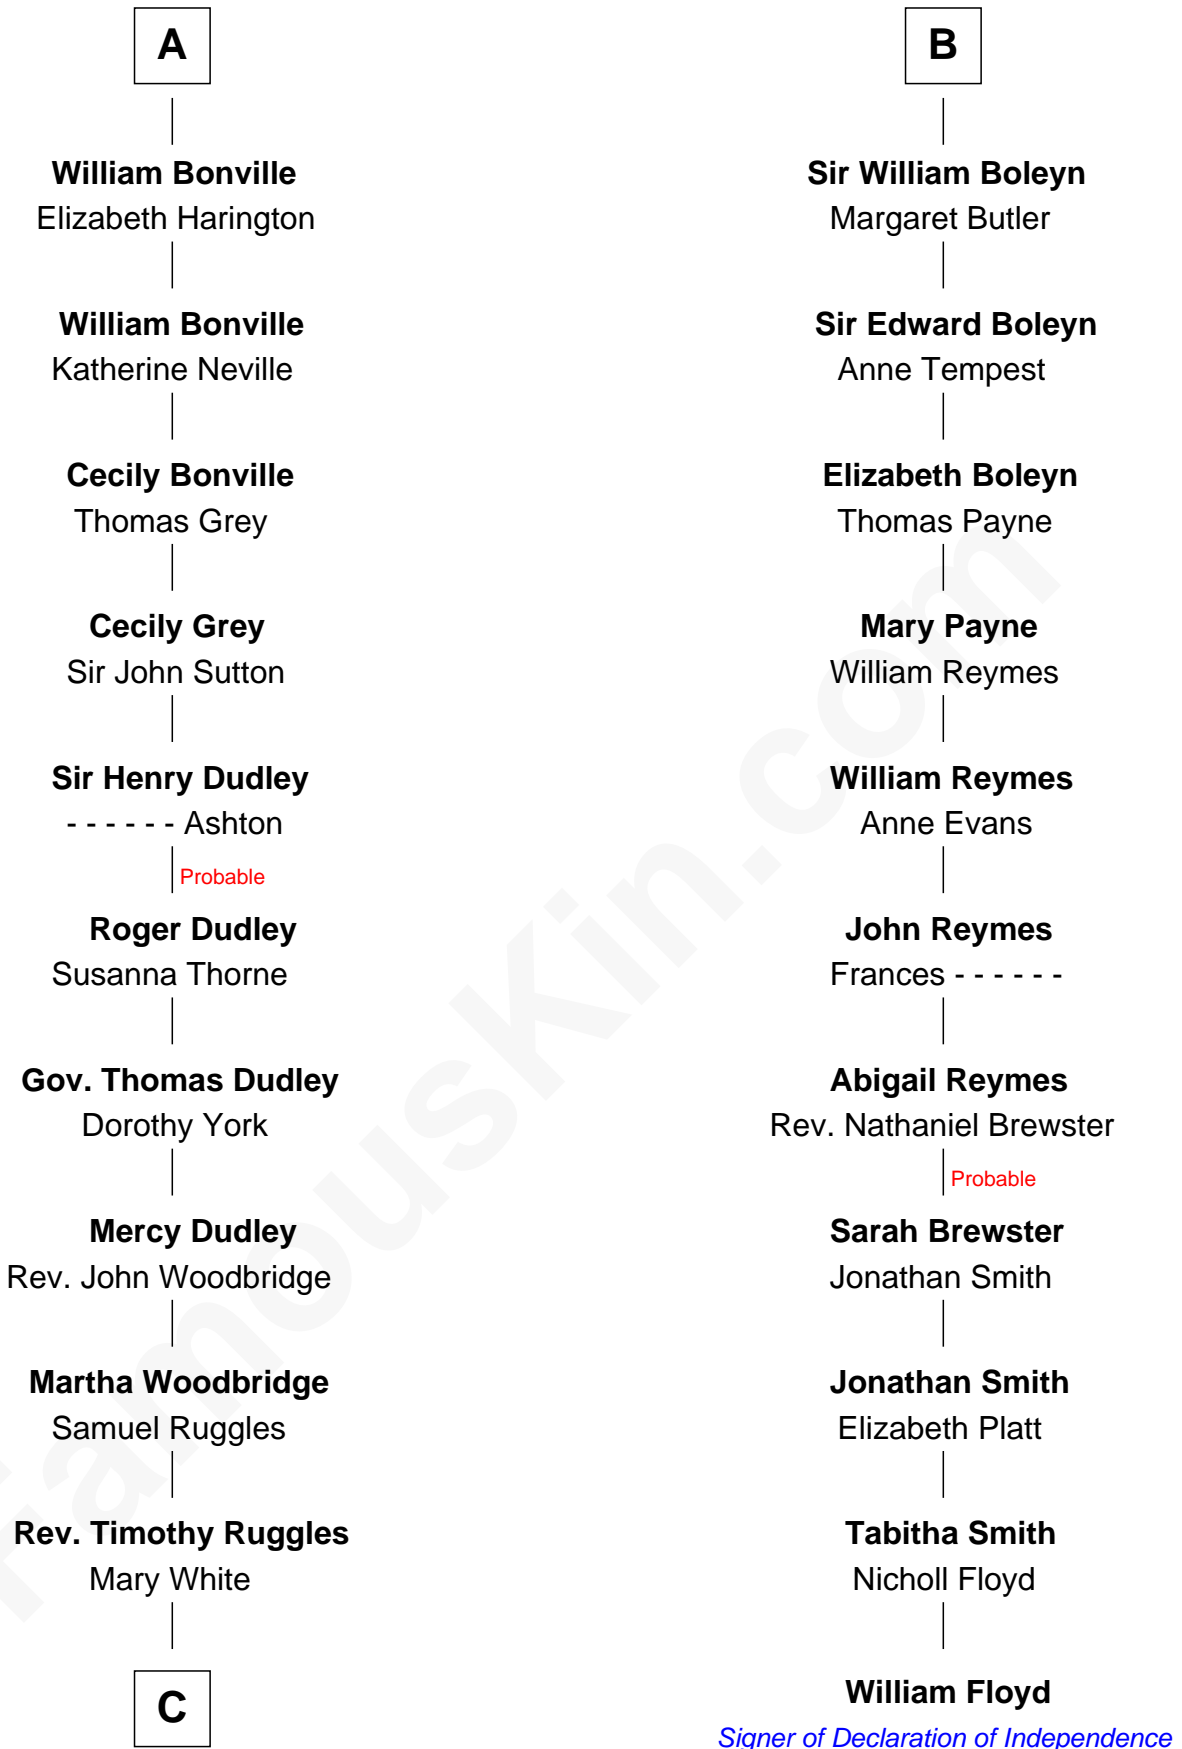 A
William Bonville
Elizabeth Harington
William Bonville
Katherine Neville
Cecily Bonville
Thomas Grey
Cecily Grey
Sir John Sutton
Sir Henry Dudley
- - - - - - Ashton
Probable
Roger Dudley
Susanna Thorne
Gov. Thomas Dudley
Dorothy York
Mercy Dudley
Rev. John Woodbridge
Martha Woodbridge
Samuel Ruggles
Rev. Timothy Ruggles
Mary White
C
B
Sir William Boleyn
Margaret Butler
Sir Edward Boleyn
Anne Tempest
Elizabeth Boleyn
Thomas Payne
Mary Payne
William Reymes
William Reymes
Anne Evans
John Reymes
Frances - - - - - -
Abigail Reymes
Rev. Nathaniel Brewster
Probable
Sarah Brewster
Jonathan Smith
Jonathan Smith
Elizabeth Platt
Tabitha Smith
Nicholl Floyd
William Floyd
Signer of Declaration of Independence
FamousKin.com